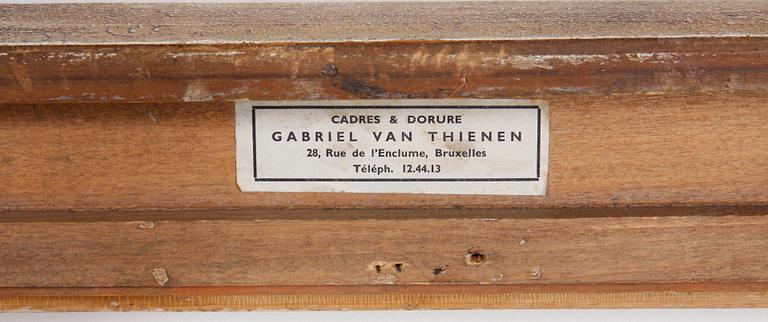 CADRES & DORURE
GABRIEL VAN THIENEN
28, Rue de l'Enclume, Bruxelles
Téléph. 12.44.13